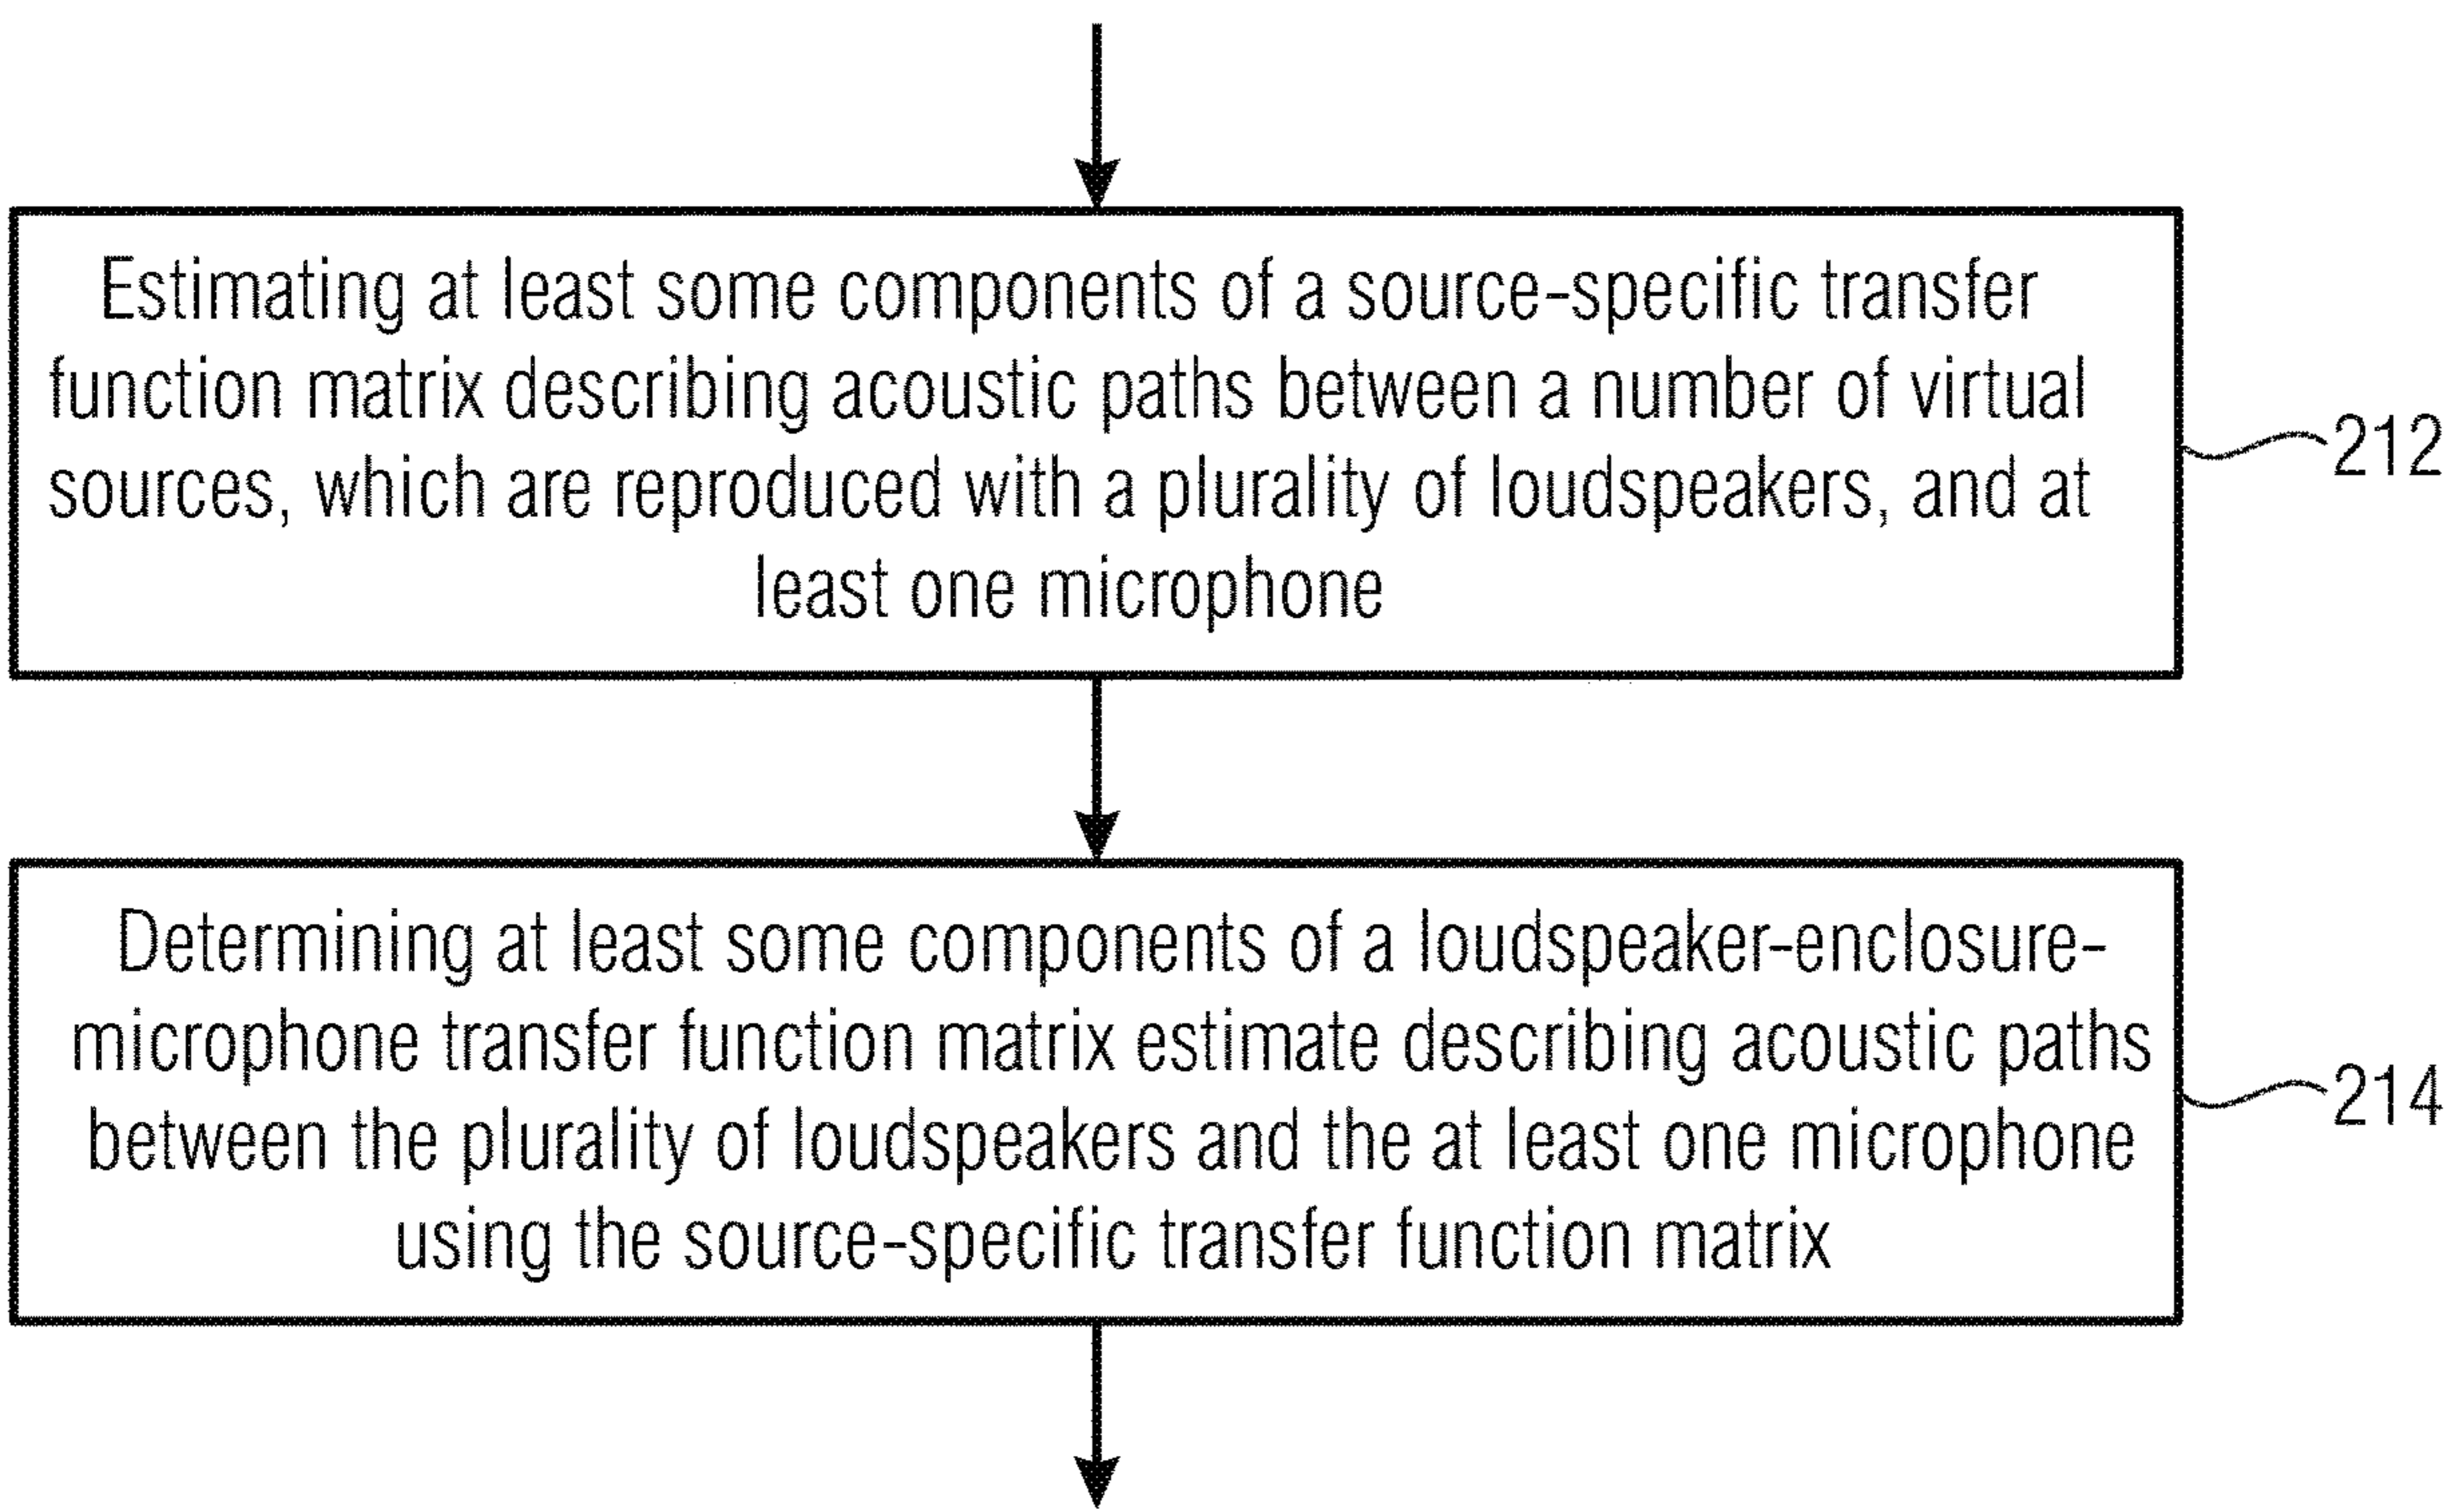 Estimating at least some components of a source-specific transfer
function matrix describing acoustic paths between a number of virtual
sources, which are reproduced with a plurality of loudspeakers, and at
least one microphone
212
Determining at least some components of a loudspeaker-enclosure-
microphone transfer function matrix estimate describing acoustic paths
between the plurality of loudspeakers and the at least one microphone
using the source-specific transfer function matrix
214